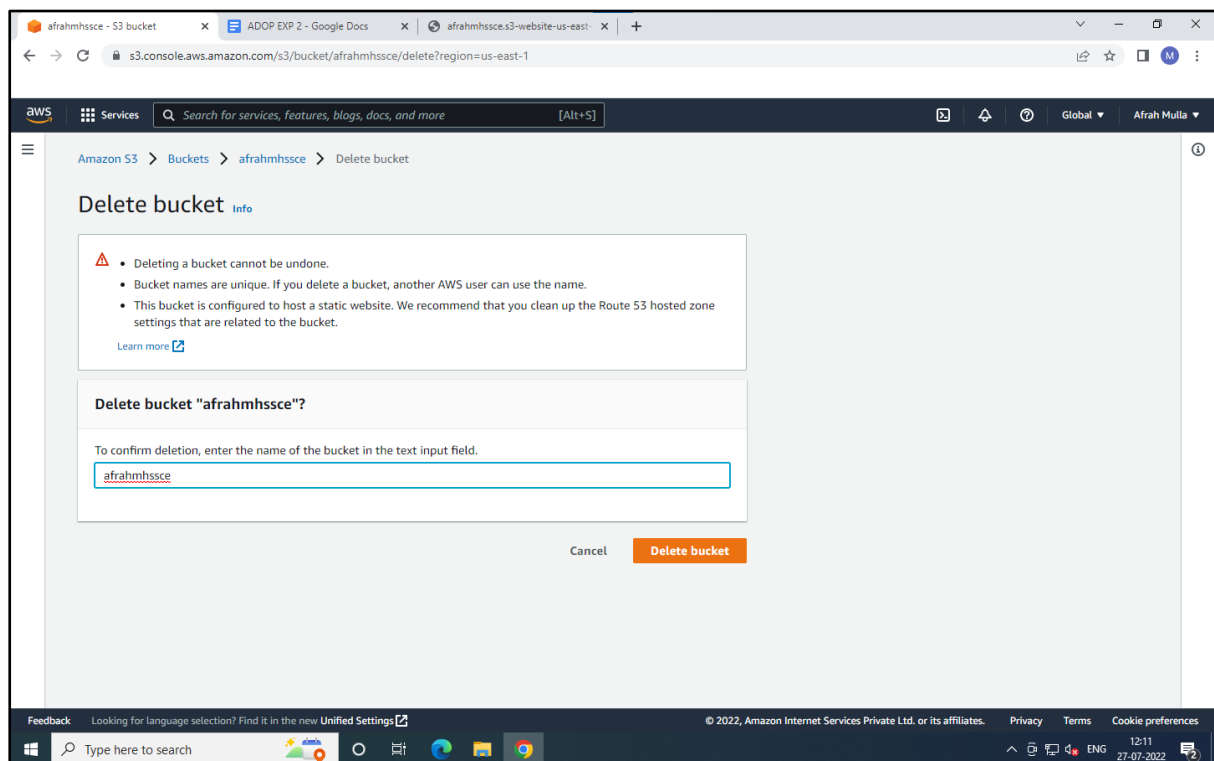 afrahmhssce - S3 bucket
ADOP EXP 2 - Google Docs
afrahmhssce.s3-website-us-east-
s3.console.aws.amazon.com/s3/bucket/afrahmhssce/delete?region=us-east-1
M
aws
Services
Search for services, features, blogs, docs, and more
[Alt+S]
Global
Afrah Mulla
Amazon S3
Buckets
afrahmhssce
Delete bucket
Delete bucket Info
• Deleting a bucket cannot be undone.
• Bucket names are unique. If you delete a bucket, another AWS user can use the name.
• This bucket is configured to host a static website. We recommend that you clean up the Route 53 hosted zone
settings that are related to the bucket.
Learn more
Delete bucket "afrahmhssce"?
To confirm deletion, enter the name of the bucket in the text input field.
afrahmhssce
Cancel
Delete bucket
Feedback
Looking for language selection? Find it in the new Unified Settings
© 2022, Amazon Internet Services Private Ltd. or its affiliates.
Privacy
Terms
Cookie preferences
Type here to search
ENG
12:11
27-07-2022
2